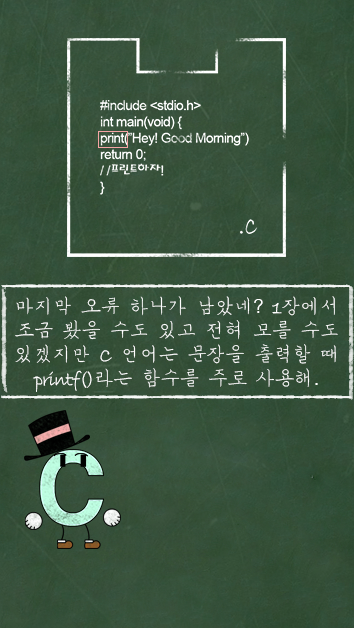 #include <stdio.h>
int main(void) {
print("Hey! Good Morning")
return 0;
//프린트하자!
}
.C
마지막 오류 하나가 남았네? 1장에서
조금 봤을 수도 있고 전혀 모를 수도
있겠지만 C 언어는 문장을 출력할 때
printf()라는 함수를 주로 사용해.
C